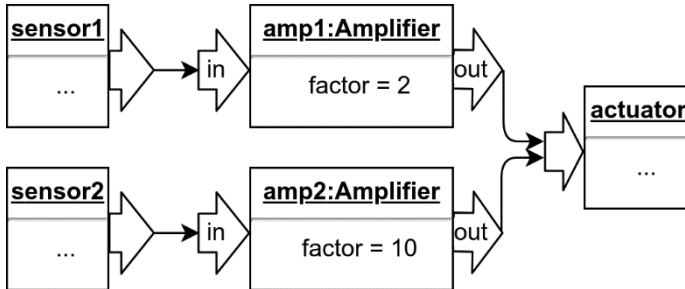 sensor1
...
in
amp1:Amplifier
factor = 2
out
actuator
...
sensor2
...
in
amp2:Amplifier
factor = 10
out